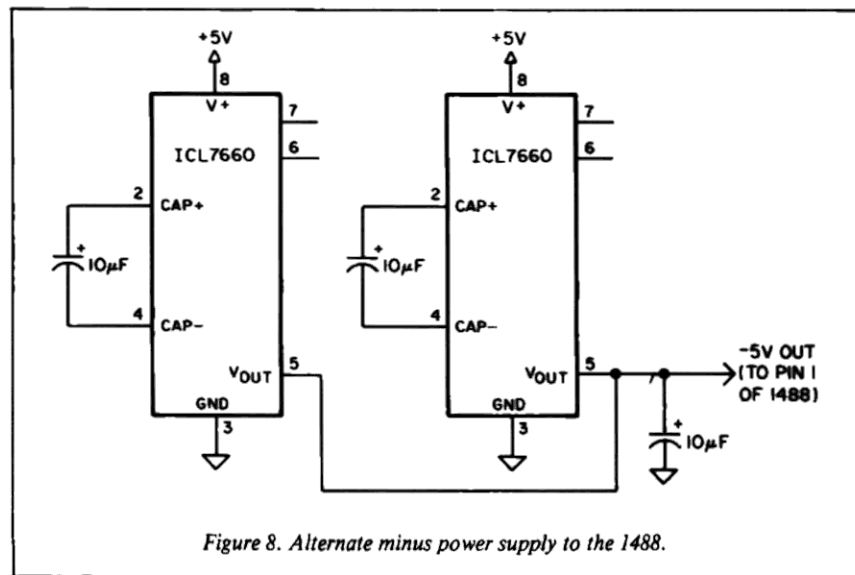 +5V
8
V+
7
ICL7660
6
2
CAP+
+
10µF
4
CAP-
5
VOUT
GND
3
+5V
8
V+
7
ICL7660
6
2
CAP+
+
10µF
4
CAP-
5
VOUT
GND
3
-5V OUT
(TO PIN 1
OF 1488)
+
10µF
Figure 8. Alternate minus power supply to the 1488.